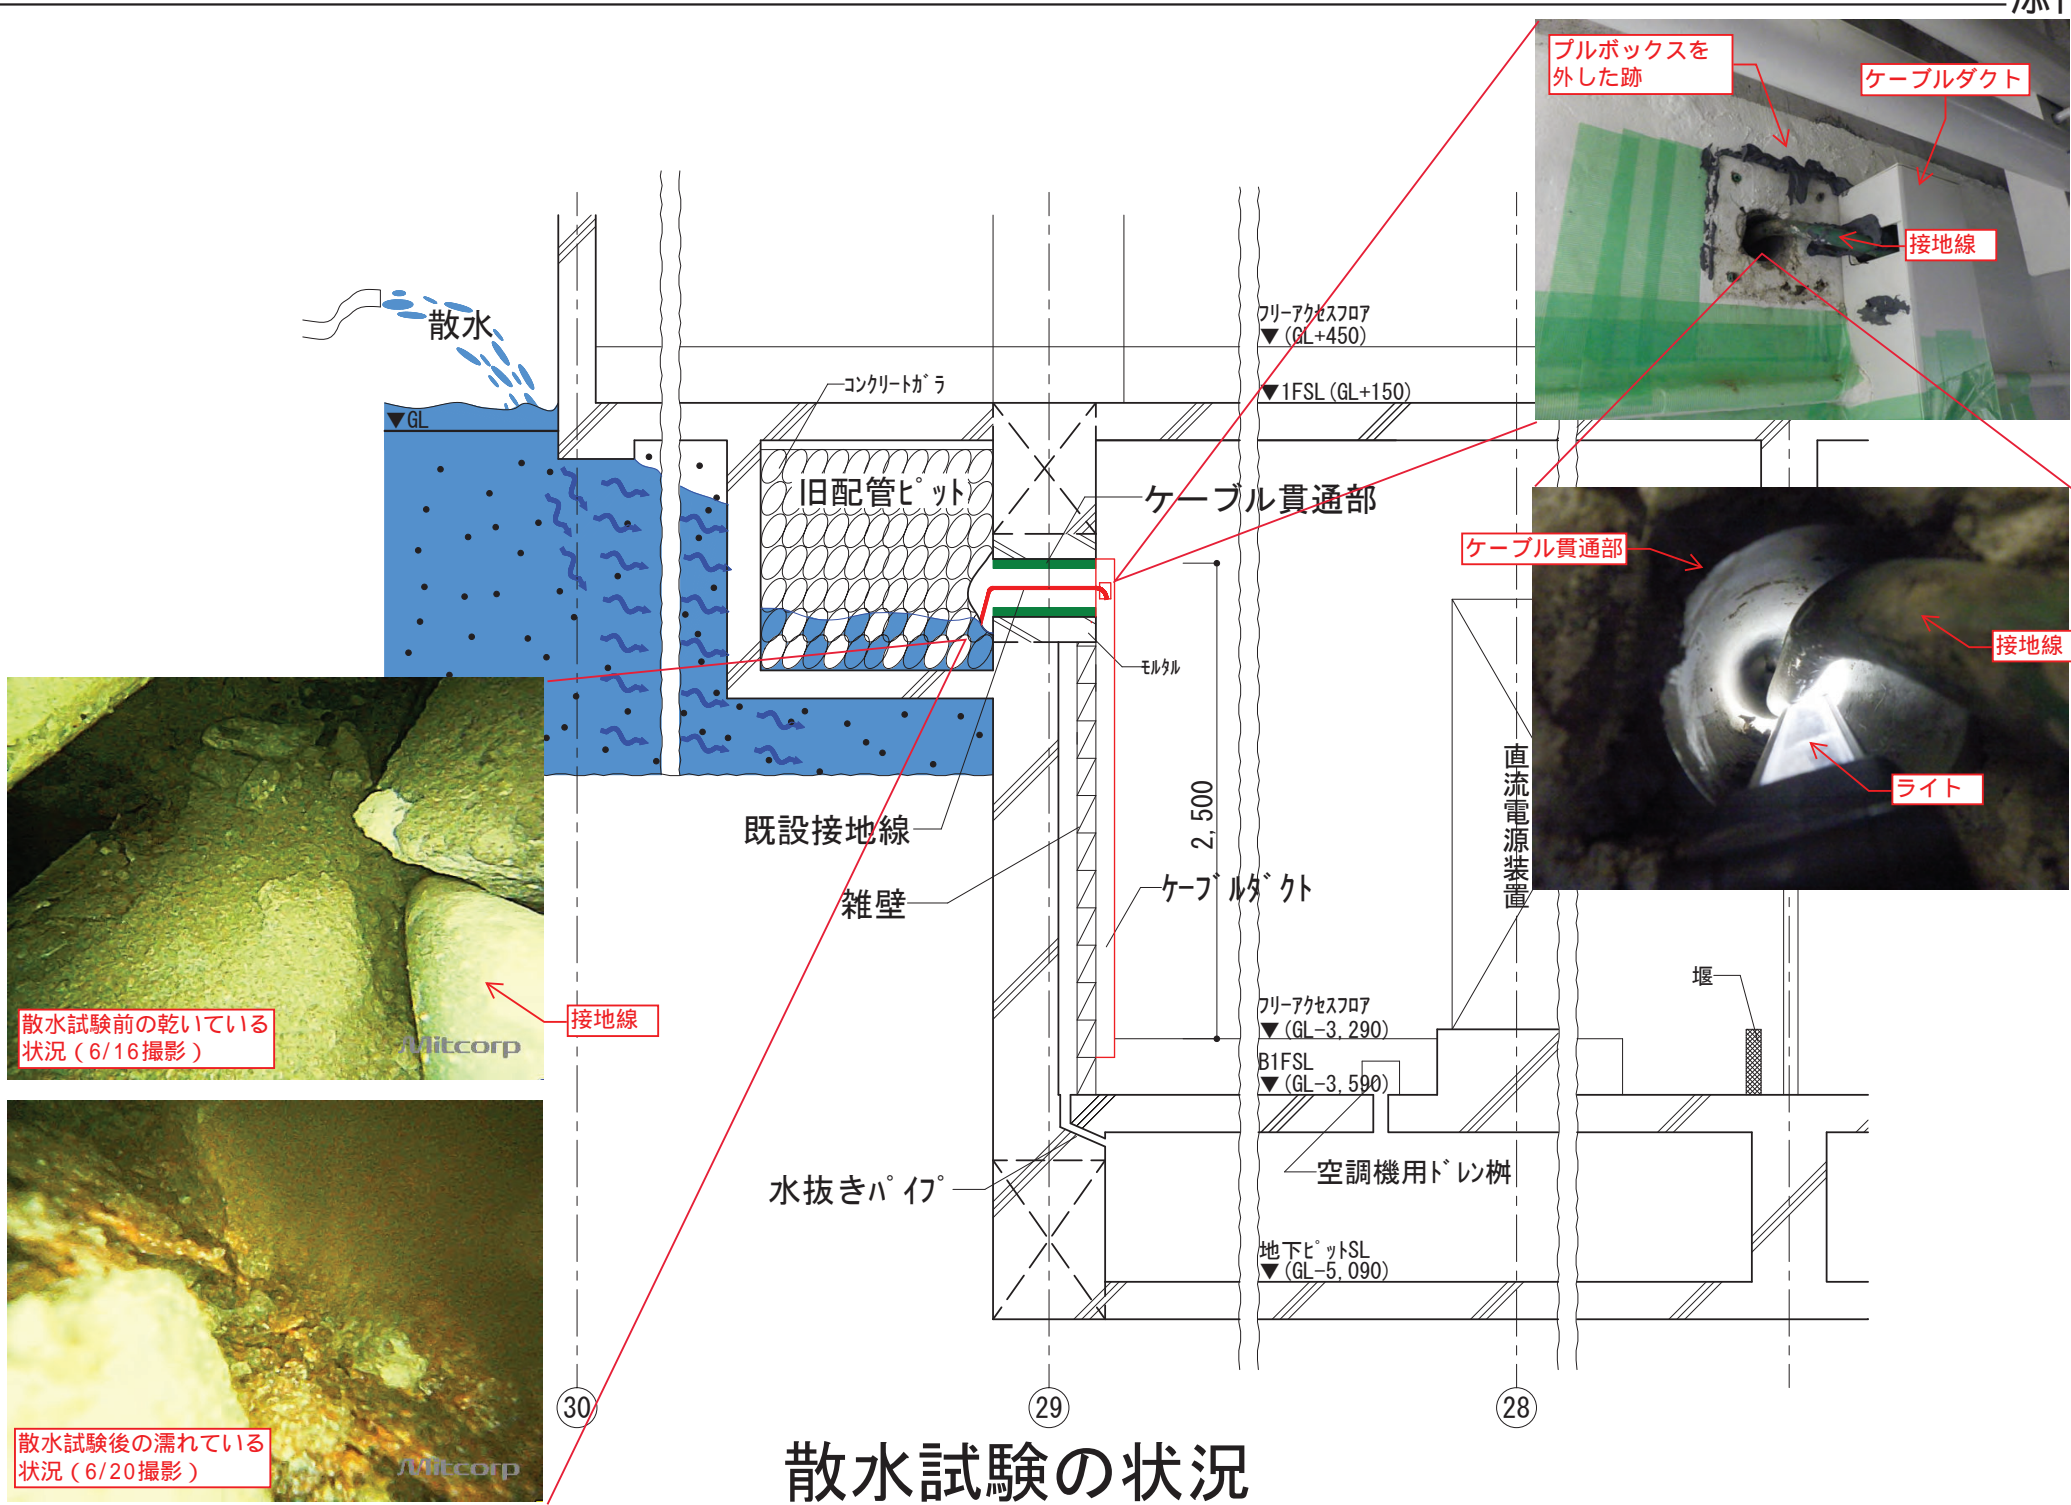 プルボックスを
外した跡
ケーブルダクト
接地線
散水
フリーアクセスフロア
▼(GL+450)
コンクリートガラ
▼1FSL(GL+150)
▼GL
旧配管ピット
ケーブル貫通部
ケーブル貫通部
接地線
モルタル
ライト
直流電源装置
2,500
既設接地線
雑壁
ケーブルダクト
堰
フリーアクセスフロア
▼(GL-3,290)
B1FSL
▼(GL-3,590)
接地線
散水試験前の乾いている
状況(6/16撮影)
Mitcorp
水抜きパイプ
空調機用ドレン桝
地下ピットSL
▼(GL-5,090)
30
29
28
散水試験後の濡れている
状況(6/20撮影)
Mitcorp
散水試験の状況